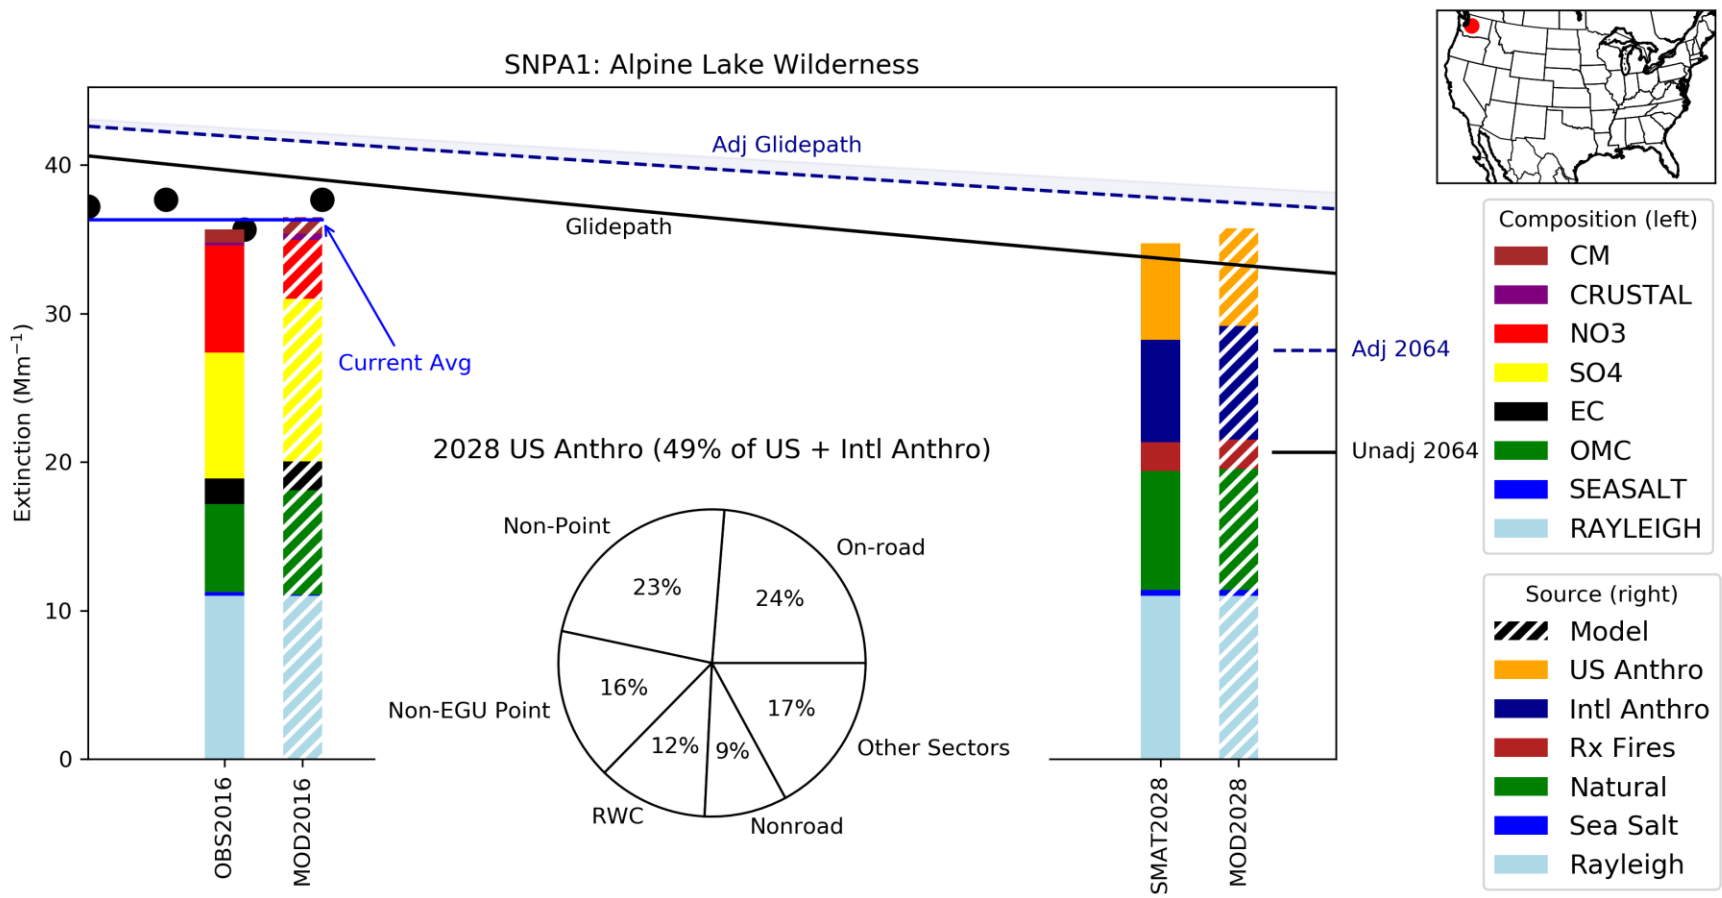 SNPA1: Alpine Lake Wilderness
Extinction (Mm⁻¹)
40
30
20
10
0
Adj Glidepath
Glidepath
Current Avg
2028 US Anthro (49% of US + Intl Anthro)
Non-Point
On-road
23%
24%
16%
17%
Non-EGU Point
12%
9%
Other Sectors
RWC
Nonroad
OBS2016
MOD2016
SMAT2028
MOD2028
Adj 2064
Unadj 2064
Composition (left)
CM
CRUSTAL
NO3
SO4
EC
OMC
SEASALT
RAYLEIGH
Source (right)
Model
US Anthro
Intl Anthro
Rx Fires
Natural
Sea Salt
Rayleigh